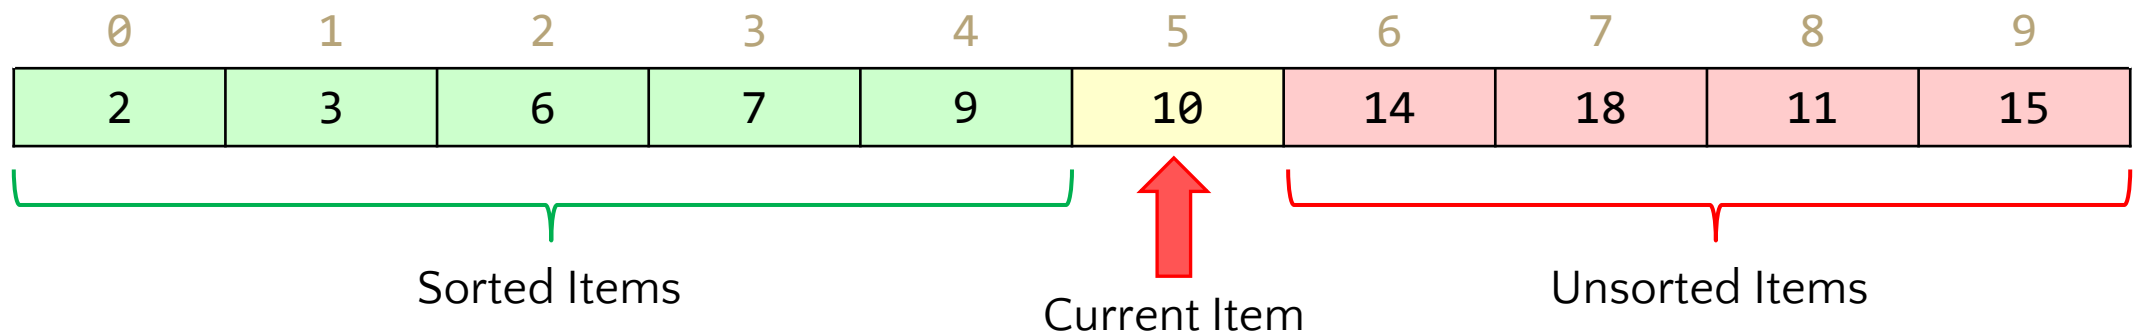 0 1 2 3 4 5 6 7 8 9
2 3 6 7 9 10 14 18 11 15
Sorted Items
Current Item
Unsorted Items